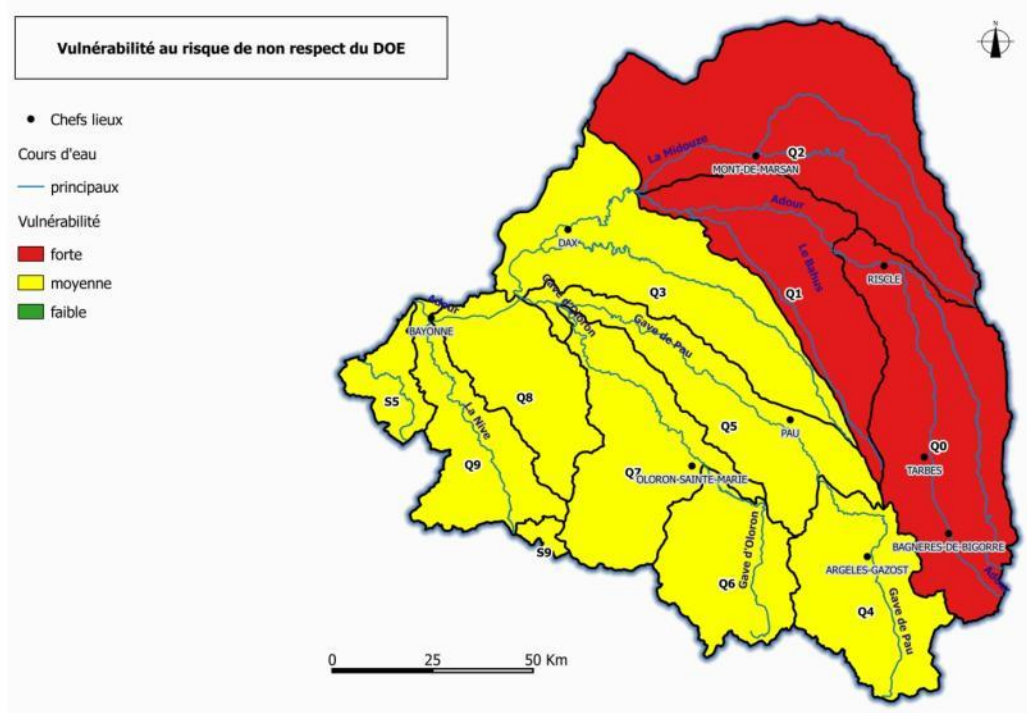 Vulnérabilité au risque de non respect du DOE
N
Chefs lieux
Cours d'eau
principaux
Vulnérabilité
forte
moyenne
faible
La Midouze
Q2
MONT-DE-MARSAN
Adour
DAX
Le Bahus
RISCLE
Q3
Q1
Gave d'Oloron
Adour
BAYONNE
Gave de Pau
S5
Q8
La Nive
Q5
PAU
Q9
Q7
OLORON-SAINTE-MARIE
Q0
TARBES
S9
Gave d'Oloron
BAGNERES-DE-BIGORRE
ARGELES-GAZOST
Adour
Q6
Q4
Gave de Pau
0 25 50 Km